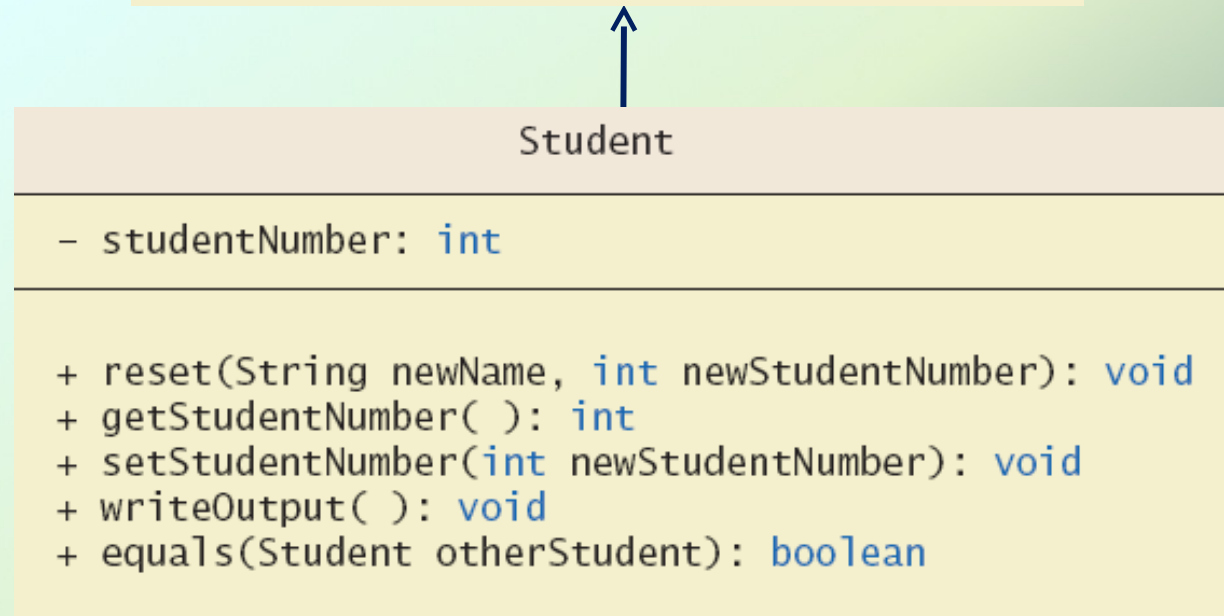 Student
– studentNumber: int
+ reset(String newName, int newStudentNumber): void
+ getStudentNumber( ): int
+ setStudentNumber(int newStudentNumber): void
+ writeOutput( ): void
+ equals(Student otherStudent): boolean